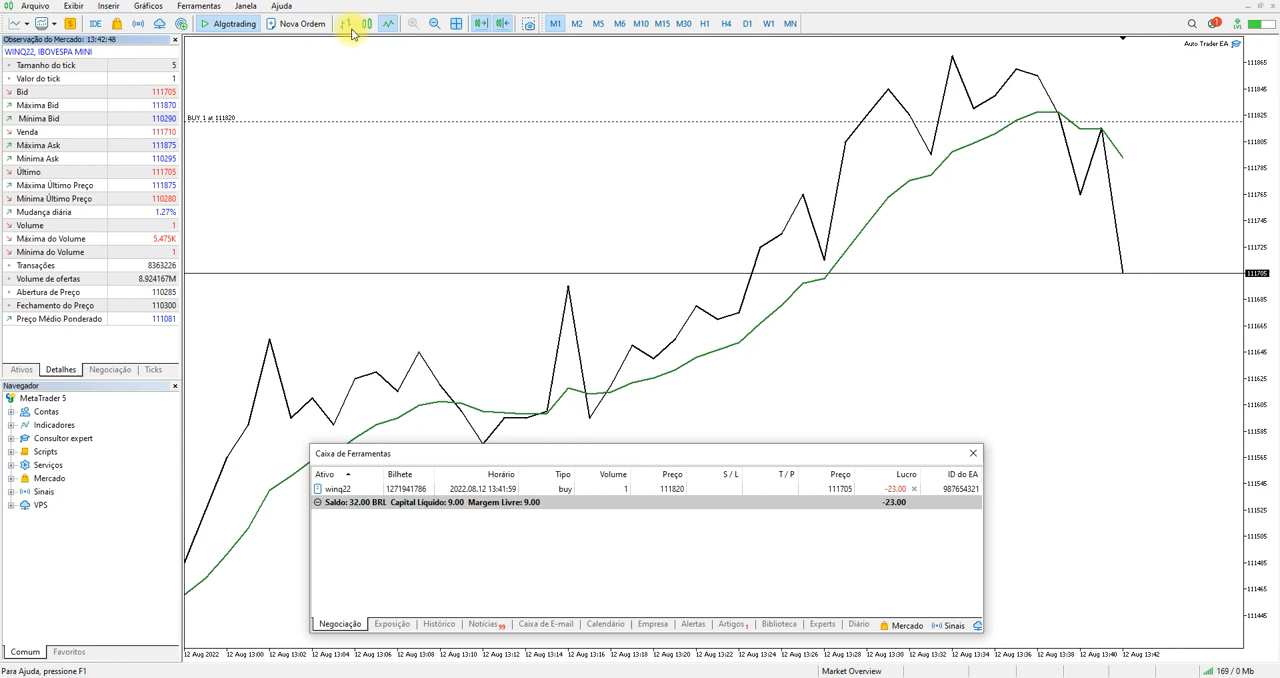 Arquivo Exibir Inserir Gráficos Ferramentas Janela Ajuda
IDE Algotrading Nova Ordem M1 M2 M5 M6 M10 M15 M30 H1 H4 D1 W1 MN 1
Observação do Mercado: 13:42:48
WINQ22, IBOVESPA MINI
Tamanho do tick 5
Valor do tick 1
Bid 111705
Máxima Bid 111870
Mínima Bid 110290
Venda 111710
Máxima Ask 111875
Mínima Ask 110295
Último 111705
Máxima Último Preço 111875
Mínima Último Preço 110280
Mudança diária 1.27%
Volume 1
Máxima do Volume 5.475K
Mínima do Volume 1
Transações 8363226
Volume de ofertas 8.924167M
Abertura de Preço 110285
Fechamento do Preço 110300
Preço Médio Ponderado 111081
Ativos Detalhes Negociação Ticks
Navegador
MetaTrader 5
Contas
Indicadores
Consultor expert
Scripts
Serviços
Mercado
Sinais
VPS
Comum Favoritos
Auto Trader EA
BUY 1 at 111820
111865
111845
111825
111805
111785
111765
111745
111725
111705
111685
111665
111645
111625
111605
111585
111565
111545
111525
111505
111485
111465
111445
Caixa de Ferramentas
Ativo Bilhete Horário Tipo Volume Preço S / L T / P Preço Lucro ID do EA
winq22 1271941786 2022.08.12 13:41:59 buy 1 111820 111705 -23.00 987654321
Saldo: 32.00 BRL Capital Líquido: 9.00 Margem Livre: 9.00 -23.00
Negociação Exposição Histórico Notícias 99 Caixa de E-mail Calendário Empresa Alertas Artigos 1 Biblioteca Experts Diário Mercado Sinais
12 Aug 2022 12 Aug 13:00 12 Aug 13:02 12 Aug 13:04 12 Aug 13:06 12 Aug 13:08 12 Aug 13:10 12 Aug 13:12 12 Aug 13:14 12 Aug 13:16 12 Aug 13:18 12 Aug 13:20 12 Aug 13:22 12 Aug 13:24 12 Aug 13:26 12 Aug 13:28 12 Aug 13:30 12 Aug 13:32 12 Aug 13:34 12 Aug 13:36 12 Aug 13:38 12 Aug 13:40 12 Aug 13:42
Para Ajuda, pressione F1 Market Overview 169 / 0 Mb